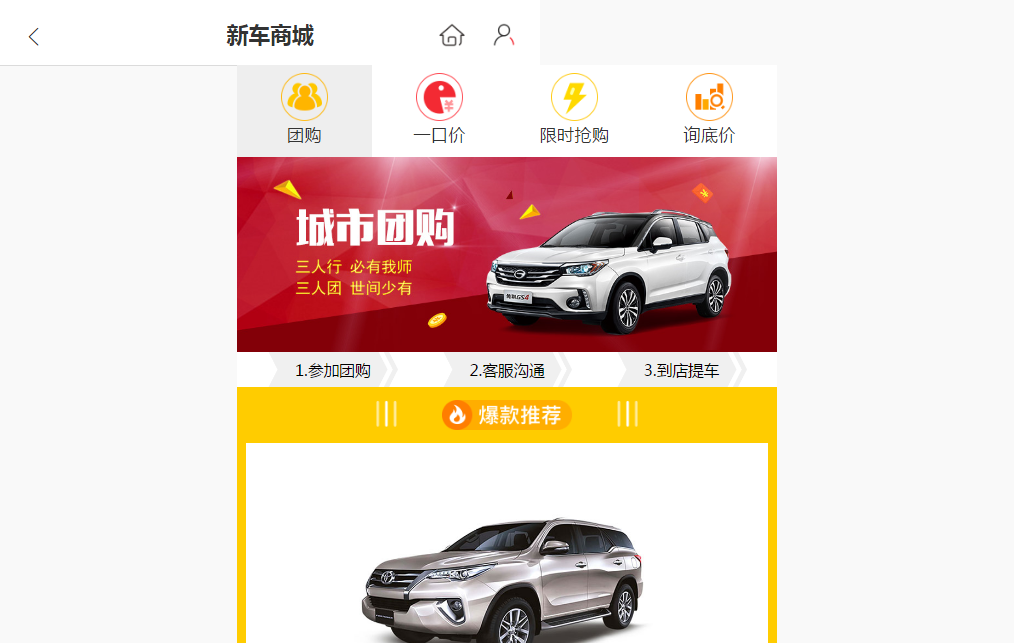 新车商城
团购
一口价
限时抢购
询底价
城市团购
三人行 必有我师
三人团 世间少有
1.参加团购
2.客服沟通
3.到店提车
爆款推荐